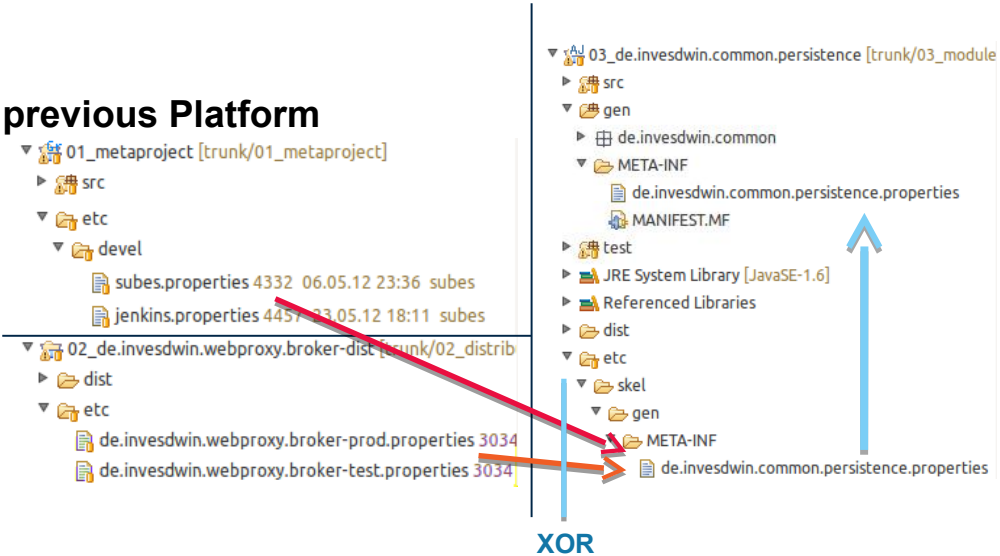 previous Platform
01_metaproject [trunk/01_metaproject]
src
etc
devel
subes.properties 4332 06.05.12 23:36 subes
jenkins.properties 4457 23.05.12 18:11 subes
02_de.invesdwin.webproxy.broker-dist [trunk/02_distrib
dist
etc
de.invesdwin.webproxy.broker-prod.properties 3034
de.invesdwin.webproxy.broker-test.properties 3034
03_de.invesdwin.common.persistence [trunk/03_module
src
gen
de.invesdwin.common
META-INF
de.invesdwin.common.persistence.properties
MANIFEST.MF
test
JRE System Library [JavaSE-1.6]
Referenced Libraries
dist
etc
skel
gen
META-INF
de.invesdwin.common.persistence.properties
XOR